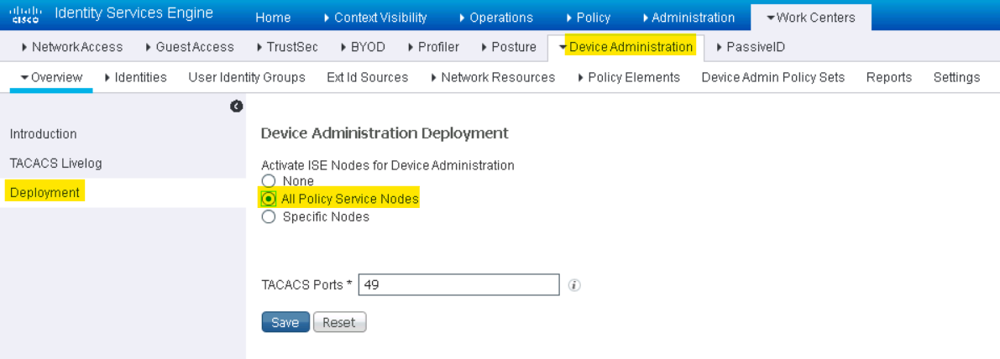 cisco Identity Services Engine Home Context Visibility Operations Policy Administration Work Centers
Network Access Guest Access TrustSec BYOD Profiler Posture Device Administration PassiveID
Overview Identities User Identity Groups Ext Id Sources Network Resources Policy Elements Device Admin Policy Sets Reports Settings
Introduction
TACACS Livelog
Deployment
Device Administration Deployment
Activate ISE Nodes for Device Administration
None
All Policy Service Nodes
Specific Nodes
TACACS Ports * 49
Save Reset